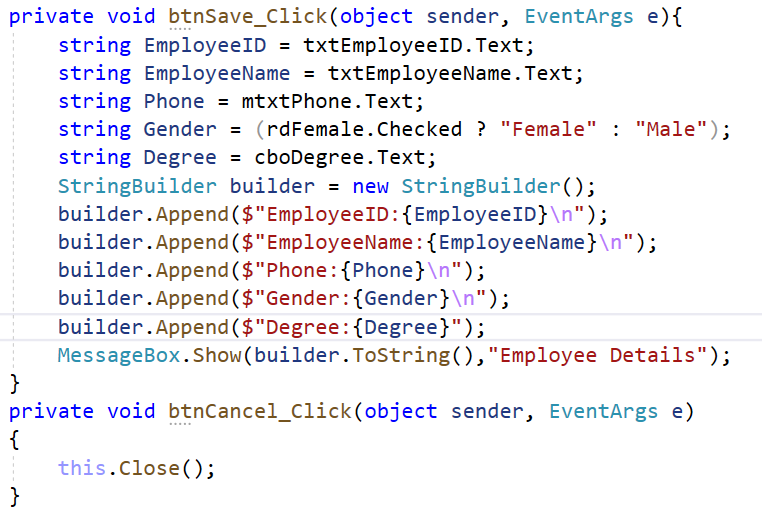 private void btnSave_Click(object sender, EventArgs e){
    string EmployeeID = txtEmployeeID.Text;
    string EmployeeName = txtEmployeeName.Text;
    string Phone = mtxtPhone.Text;
    string Gender = (rdFemale.Checked ? "Female" : "Male");
    string Degree = cboDegree.Text;
    StringBuilder builder = new StringBuilder();
    builder.Append($"EmployeeID:{EmployeeID}\n");
    builder.Append($"EmployeeName:{EmployeeName}\n");
    builder.Append($"Phone:{Phone}\n");
    builder.Append($"Gender:{Gender}\n");
    builder.Append($"Degree:{Degree}");
    MessageBox.Show(builder.ToString(),"Employee Details");
}
private void btnCancel_Click(object sender, EventArgs e)
{
    this.Close();
}